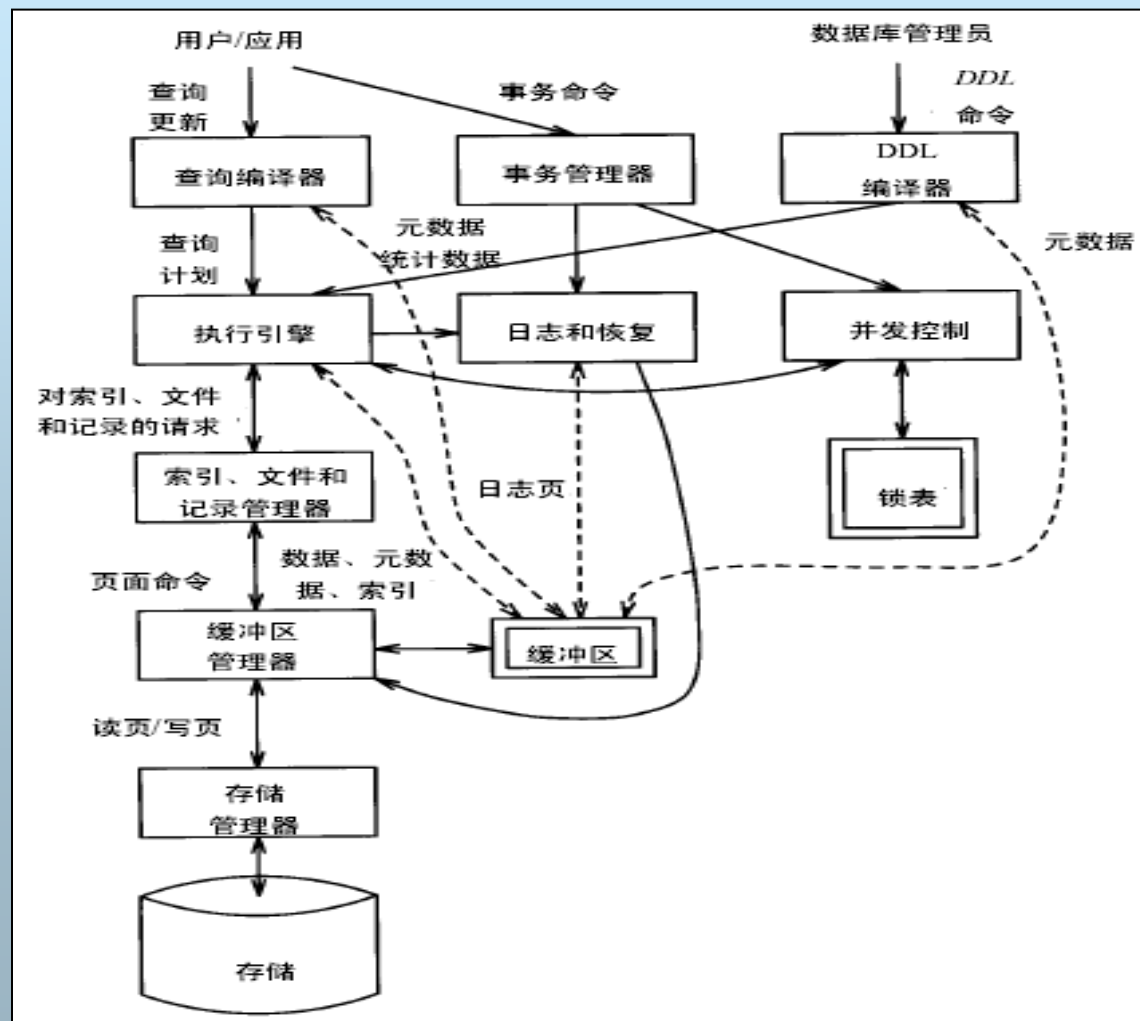 用户/应用
数据库管理员
查询
更新
事务命令
DDL
命令
查询编译器
事务管理器
DDL
编译器
查询
计划
元数据
统计数据
元数据
执行引擎
日志和恢复
并发控制
对索引、文件
和记录的请求
索引、文件和
记录管理器
日志页
锁表
页面命令
数据、元数
据、索引
缓冲区
管理器
缓冲区
读页/写页
存储
管理器
存储